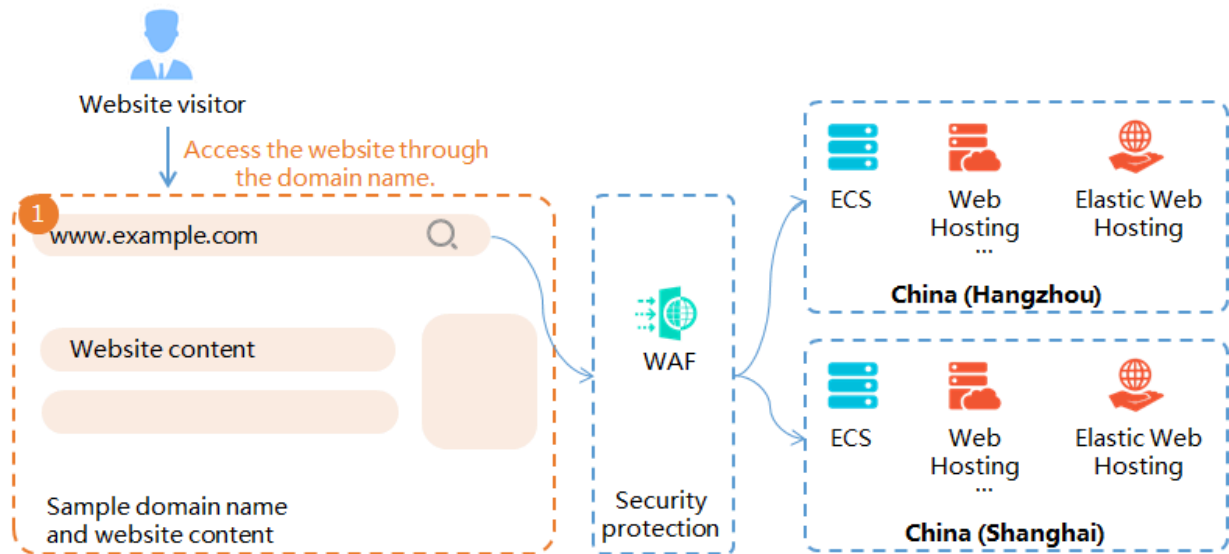 Website visitor
Access the website through
the domain name.
1
www.example.com
Website content
Sample domain name
and website content
WAF
Security
protection
ECS
Web
Hosting
...
Elastic Web
Hosting
China (Hangzhou)
ECS
Web
Hosting
...
Elastic Web
Hosting
China (Shanghai)